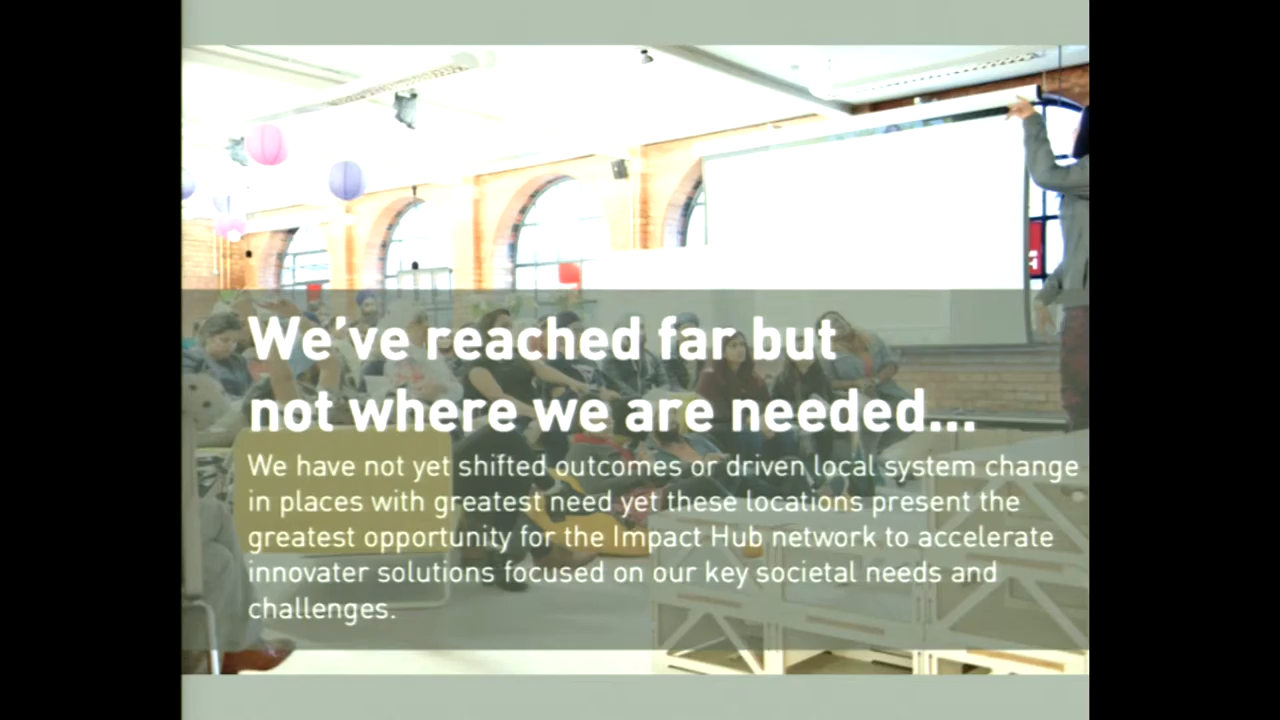 We've reached far but
not where we are needed...
We have not yet shifted outcomes or driven local system change
in places with greatest need yet these locations present the
greatest opportunity for the Impact Hub network to accelerate
innovater solutions focused on our key societal needs and
challenges.